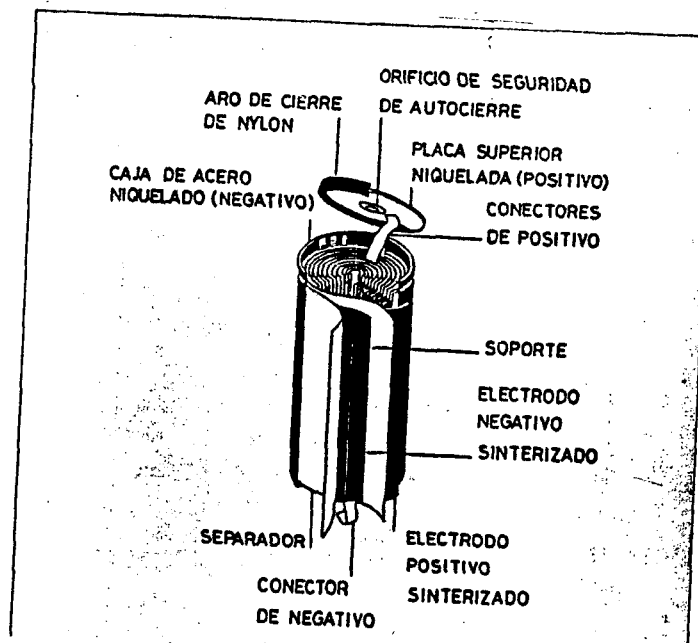 ORIFICIO DE SEGURIDAD
DE AUTOCIERRE
ARO DE CIERRE
DE NYLON
PLACA SUPERIOR
NIQUELADA (POSITIVO)
CAJA DE ACERO
NIQUELADO (NEGATIVO)
CONECTORES
DE POSITIVO
SOPORTE
ELECTRODO
NEGATIVO
SINTERIZADO
SEPARADOR
CONECTOR
DE NEGATIVO
ELECTRODO
POSITIVO
SINTERIZADO